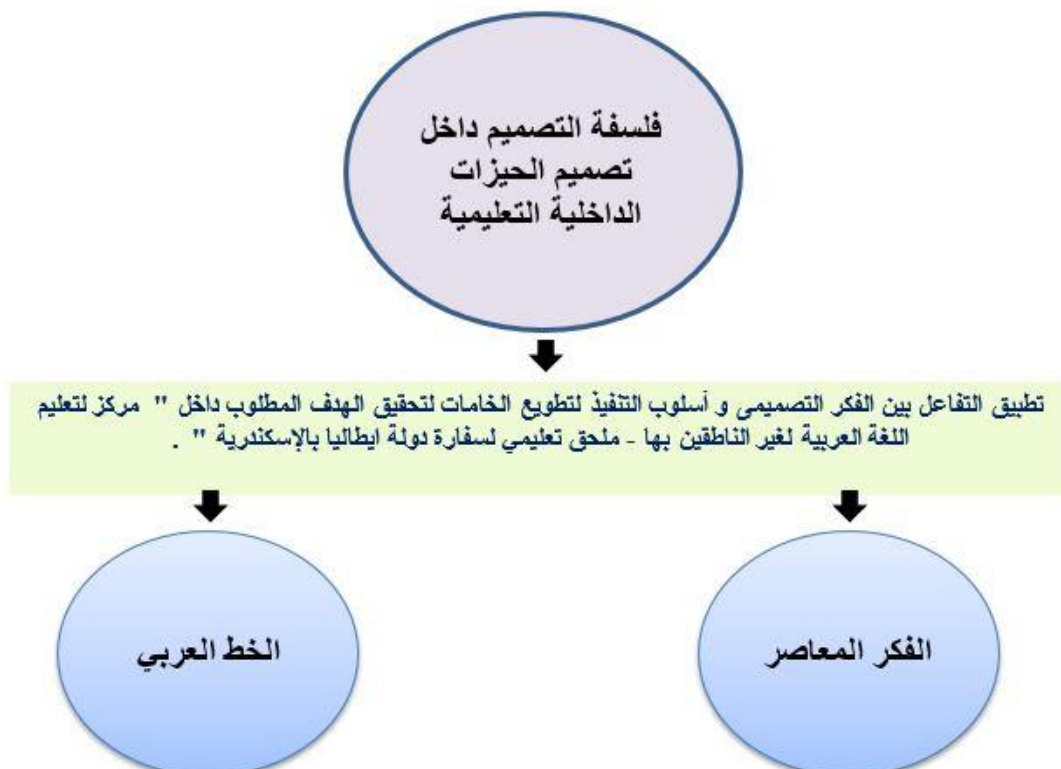 فلسفة التصميم داخل
تصميم الحيزات
الداخلية التعليمية
تطبيق التفاعل بين الفكر التصميمى و أسلوب التنفيذ لتطويع الخامات لتحقيق الهدف المطلوب داخل " مركز لتعليم
اللغة العربية لغير الناطقين بها - ملحق تعليمي لسفارة دولة ايطاليا بالإسكندرية " .
الفكر المعاصر
الخط العربي